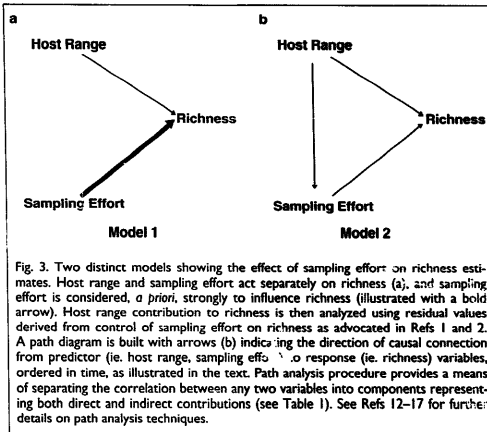 a
b
Host Range
Host Range
Richness
Richness
Sampling Effort
Sampling Effort
Model 1
Model 2
Fig. 3. Two distinct models showing the effect of sampling effort on richness esti-
mates. Host range and sampling effort act separately on richness (a), and sampling
effort is considered, a priori, strongly to influence richness (illustrated with a bold
arrow). Host range contribution to richness is then analyzed using residual values
derived from control of sampling effort on richness as advocated in Refs 1 and 2.
A path diagram is built with arrows (b) indicating the direction of causal connection
from predictor (ie. host range, sampling response (ie. richness) variables,
ordered in time, as illustrated in the text. Path analysis procedure provides a means
of separating the correlation between any two variables into components represent-
ing both direct and indirect contributions (see Table 1). See Refs 12–17 for further
details on path analysis techniques.